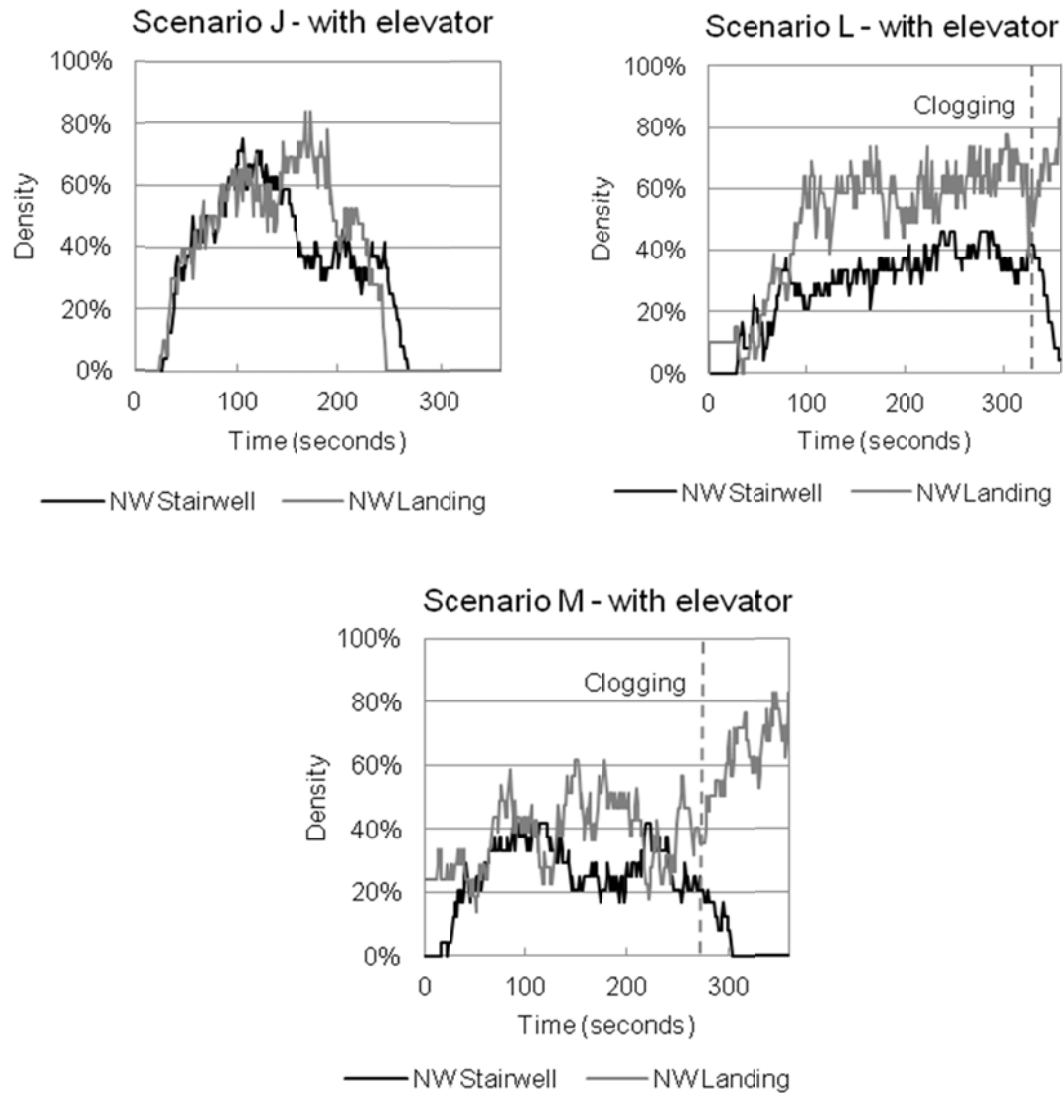 Scenario J - with elevator
100%
80%
60%
40%
20%
0%
Density
0 100 200 300
Time (seconds)
NW Stairwell NW Landing
Scenario L - with elevator
100%
80%
60%
40%
20%
0%
Density
Clogging
0 100 200 300
Time (seconds)
NW Stairwell NW Landing
Scenario M - with elevator
100%
80%
60%
40%
20%
0%
Density
Clogging
0 100 200 300
Time (seconds)
NW Stairwell NW Landing